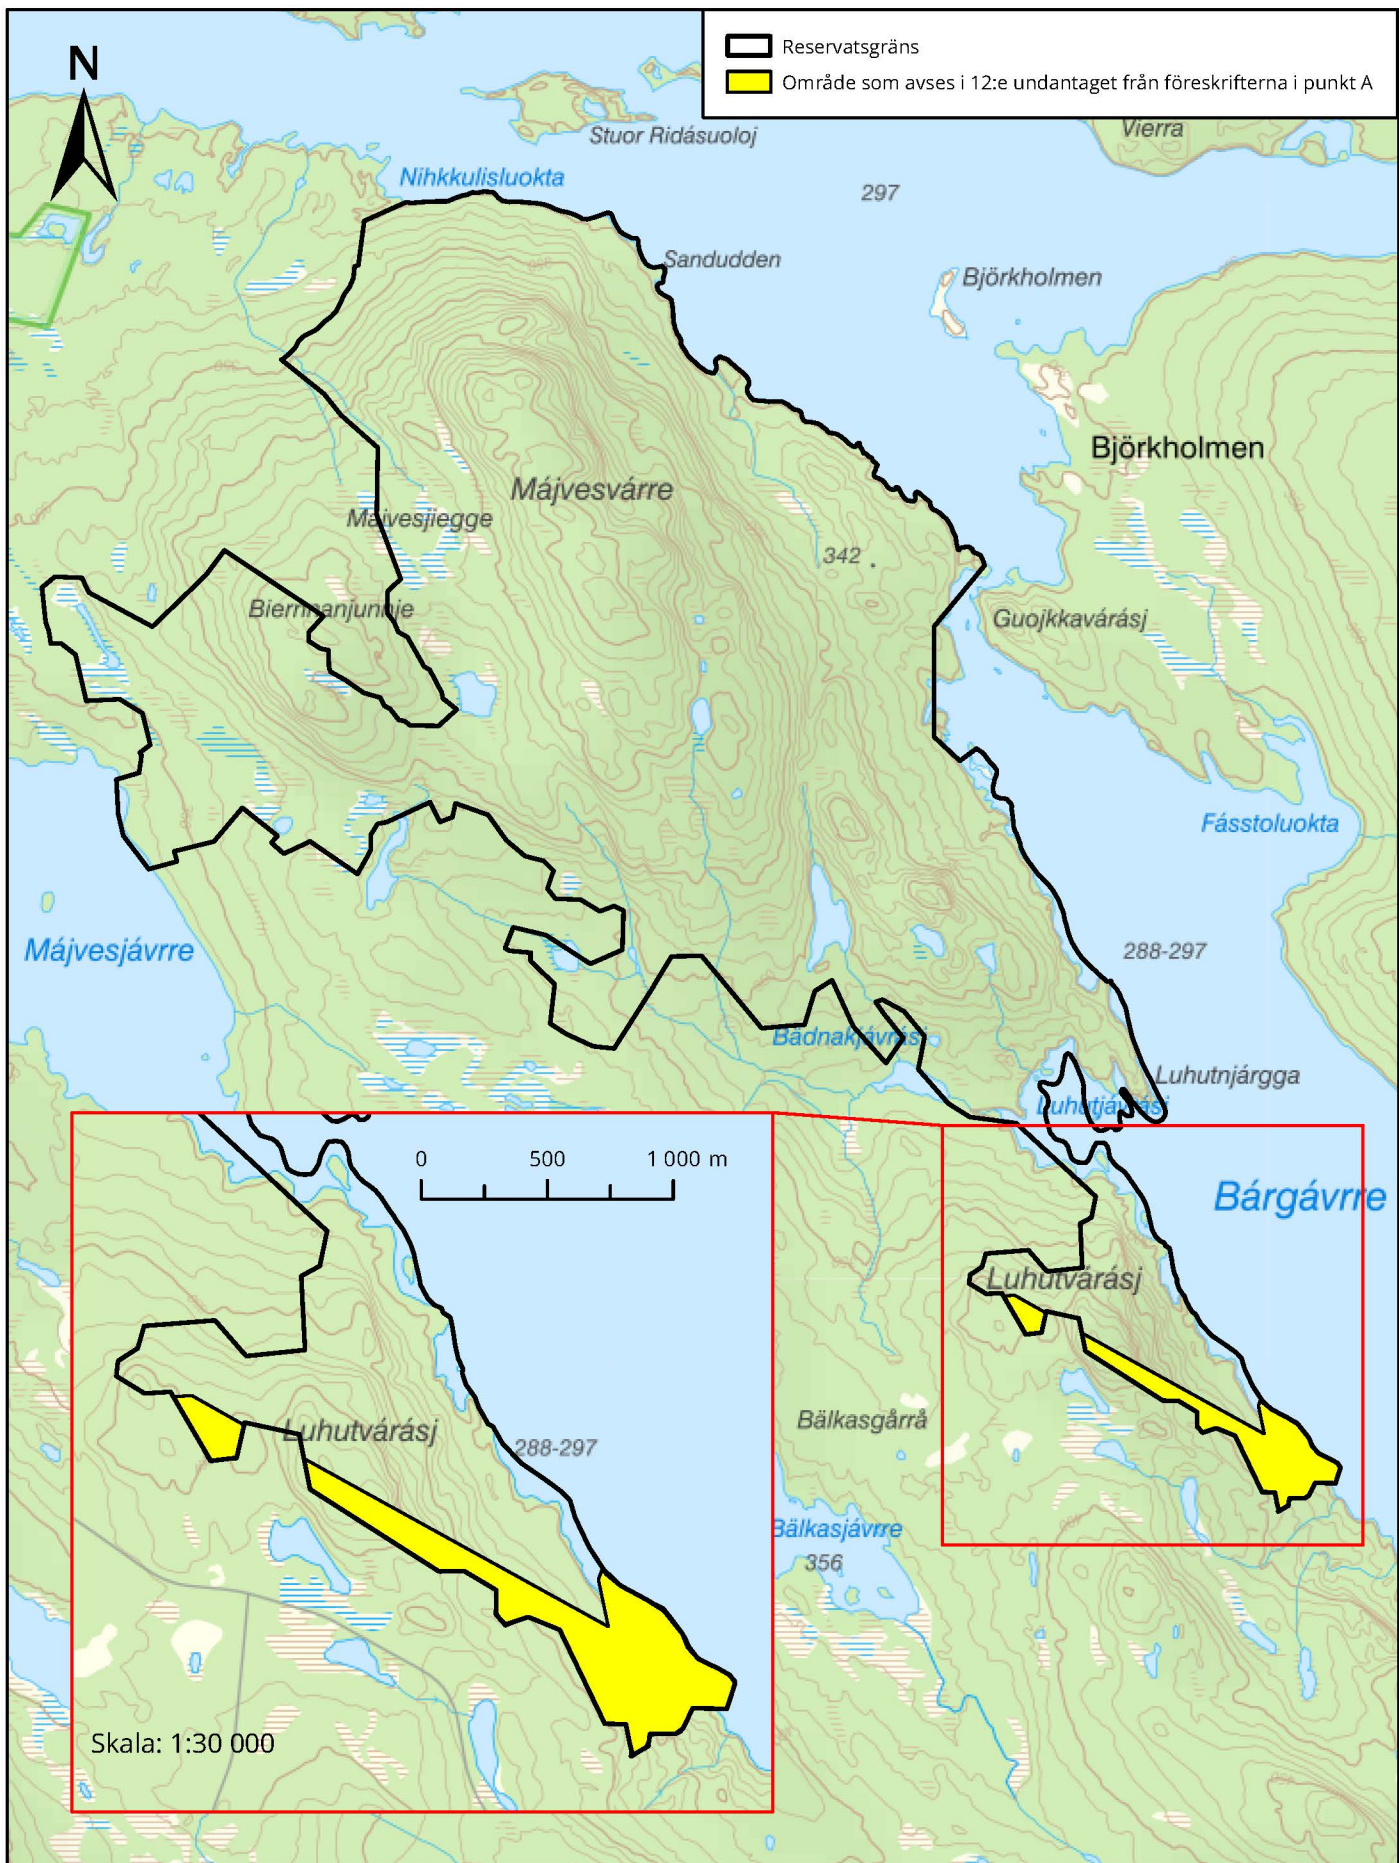 Reservatsgräns
Område som avses i 12:e undantaget från föreskrifterna i punkt A
N
Stuor Ridásuoloj
Vierra
Nihkkulisluokta
297
Sandudden
Björkholmen
Björkholmen
Májvesvárre
Májvesjiegge
342
Biernnanjunnje
Guojkkavárásj
Fásstoluokta
Májvesjávrre
288-297
Bädnakjávrásj
Luhutnjárgga
Luhutjávrásj
0 500 1 000 m
Bárgávrre
Luhutvárásj
Bälkasgårrå
Luhutvárásj
288-297
Bälkasjávrre
356
Skala: 1:30 000